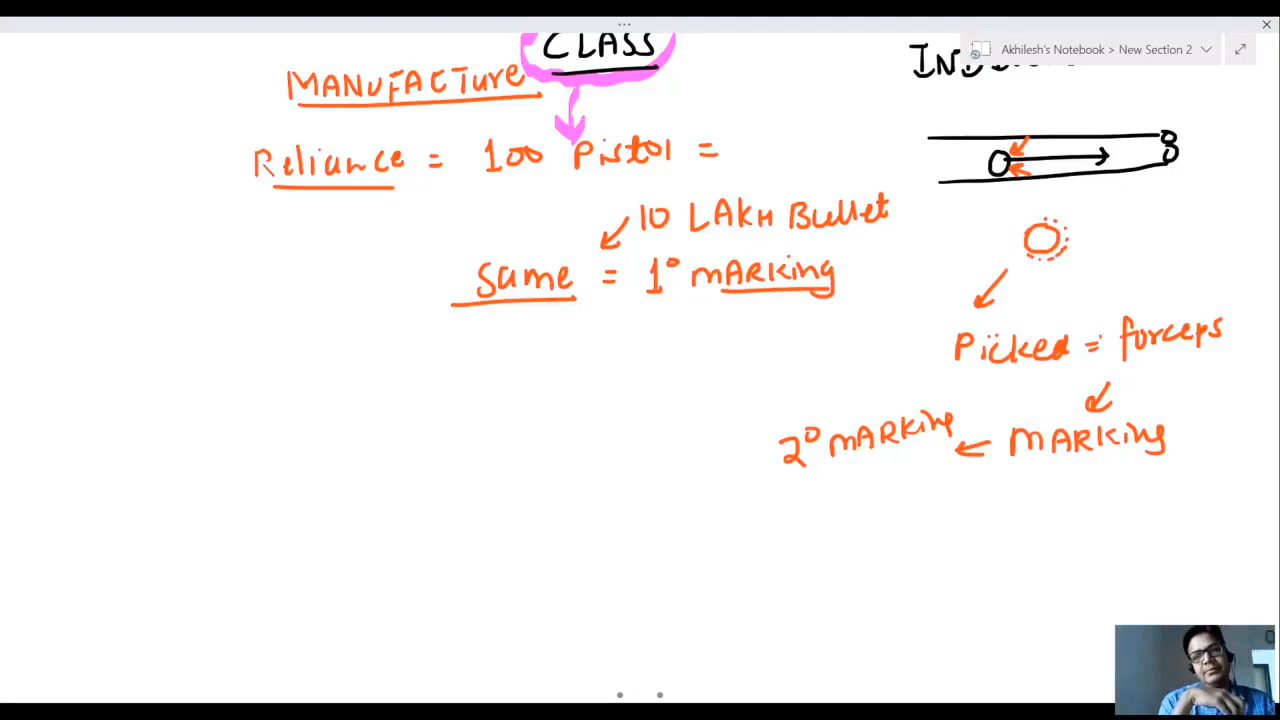 CLASS
Akhilesh's Notebook > New Section 2
MANUFACTURE
Reliance = 100 Pistol =
10 LAKH Bullet
Same = 1° mARKing
Picked = forceps
2° mARKing ← MARKing